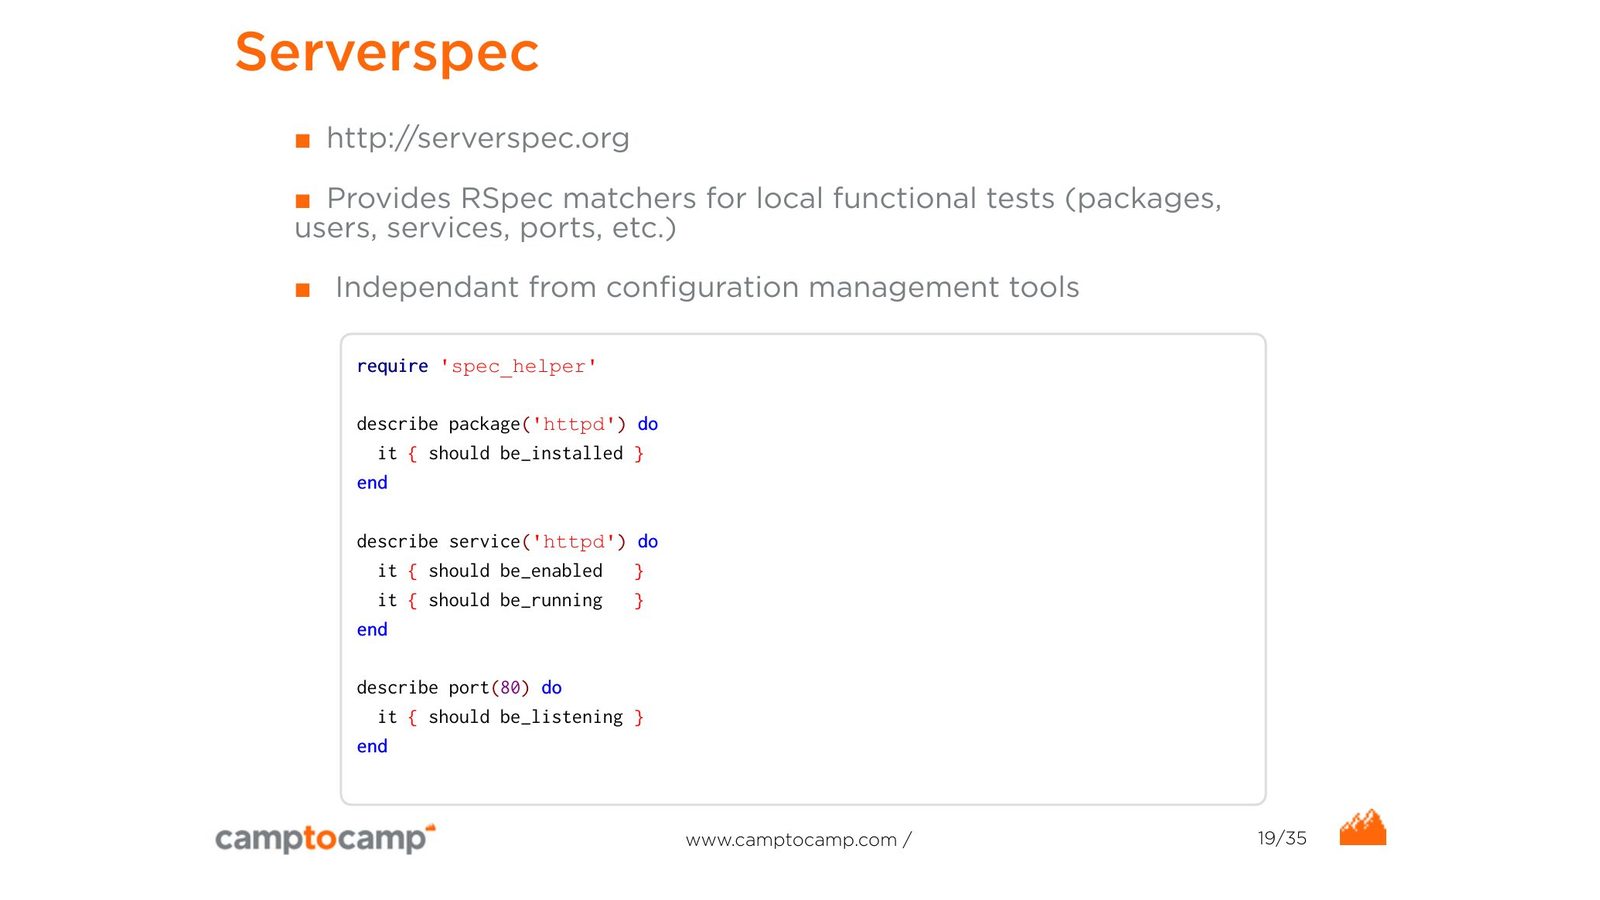 Serverspec
http://serverspec.org
Provides RSpec matchers for local functional tests (packages,
users, services, ports, etc.)
Independant from configuration management tools
require 'spec_helper'
describe package('httpd') do
  it { should be_installed }
end
describe service('httpd') do
  it { should be_enabled   }
  it { should be_running   }
end
describe port(80) do
  it { should be_listening }
end
camptocamp
www.camptocamp.com /
19/35